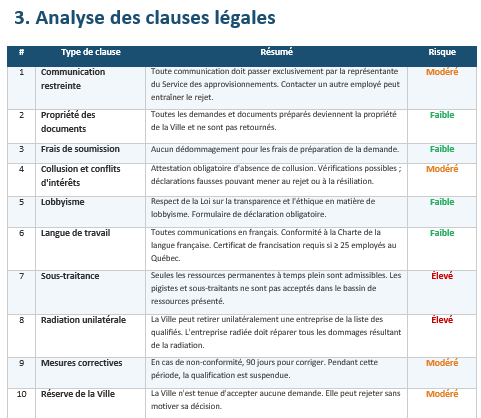 3. Analyse des clauses légales
# Type de clause Résumé Risque
1 Communication restreinte Toute communication doit passer exclusivement par la représentante Modéré
du Service des approvisionnements. Contacter un autre employé peut
entraîner le rejet.
2 Propriété des documents Toutes les demandes et documents préparés deviennent la propriété Faible
de la Ville et ne sont pas retournés.
3 Frais de soumission Aucun dédommagement pour les frais de préparation de la demande. Faible
4 Collusion et conflits d'intérêts Attestation obligatoire d'absence de collusion. Vérifications possibles ; Modéré
déclarations fausses pouvant mener au rejet ou à la résiliation.
5 Lobbyisme Respect de la Loi sur la transparence et l'éthique en matière de Faible
lobbyisme. Formulaire de déclaration obligatoire.
6 Langue de travail Toutes communications en français. Conformité à la Charte de la Faible
langue française. Certificat de francisation requis si ≥ 25 employés au
Québec.
7 Sous-traitance Seules les ressources permanentes à temps plein sont admissibles. Les Élevé
pigistes et sous-traitants ne sont pas acceptés dans le bassin de
ressources présenté.
8 Radiation unilatérale La Ville peut retirer unilatéralement une entreprise de la liste des Élevé
qualifiés. L'entreprise radiée doit réparer tous les dommages résultant
de la radiation.
9 Mesures correctives En cas de non-conformité, 90 jours pour corriger. Pendant cette Modéré
période, la qualification est suspendue.
10 Réserve de la Ville La Ville n'est tenue d'accepter aucune demande. Elle peut rejeter sans Modéré
motiver sa décision.